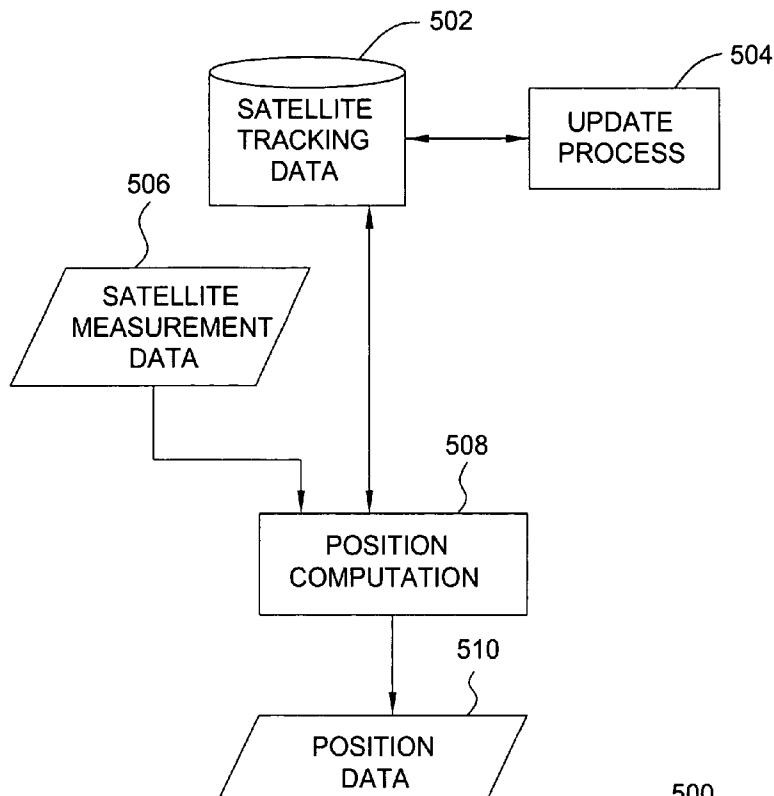 502
504
SATELLITE
TRACKING
DATA
UPDATE
PROCESS
506
SATELLITE
MEASUREMENT
DATA
508
POSITION
COMPUTATION
510
POSITION
DATA
500